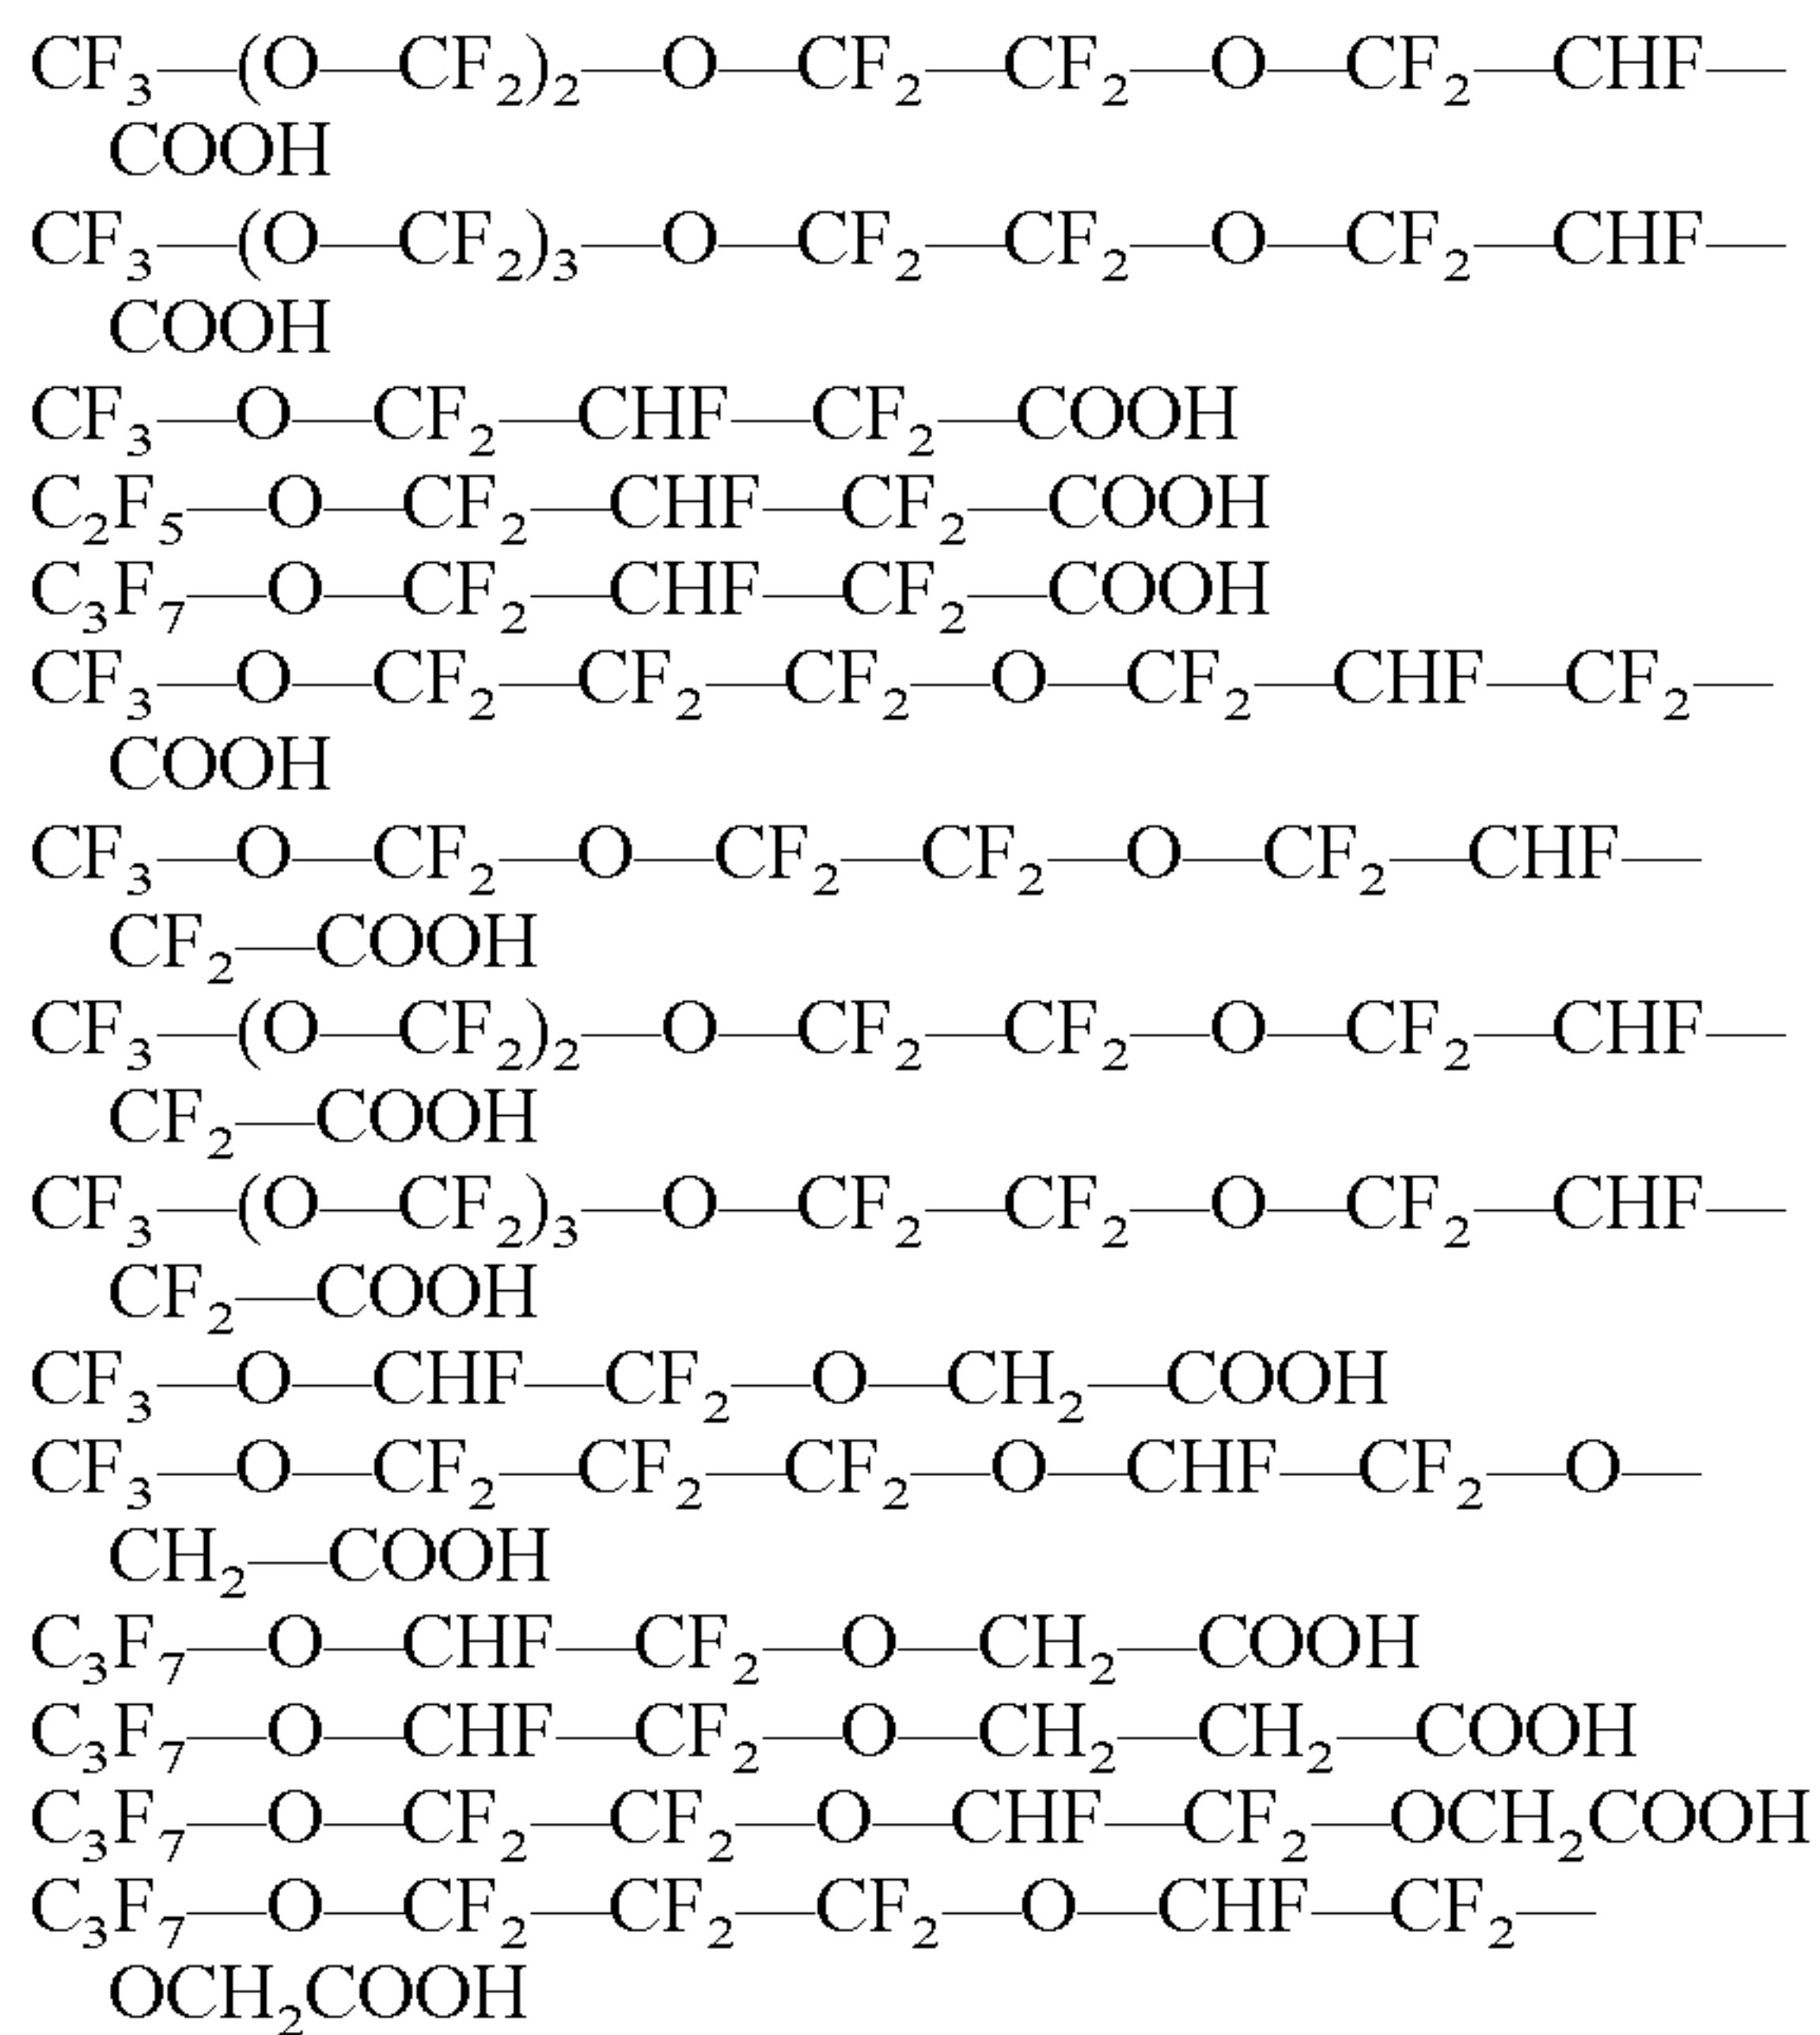 CF₃—(O—CF₂)₂—O—CF₂—CF₂—O—CF₂—CHF—
COOH
CF₃—(O—CF₂)₃—O—CF₂—CF₂—O—CF₂—CHF—
COOH
CF₃—O—CF₂—CHF—CF₂—COOH
C₂F₅—O—CF₂—CHF—CF₂—COOH
C₃F₇—O—CF₂—CHF—CF₂—COOH
CF₃—O—CF₂—CF₂—CF₂—O—CF₂—CHF—CF₂—
COOH
CF₃—O—CF₂—O—CF₂—CF₂—O—CF₂—CHF—
CF₂—COOH
CF₃—(O—CF₂)₂—O—CF₂—CF₂—O—CF₂—CHF—
CF₂—COOH
CF₃—(O—CF₂)₃—O—CF₂—CF₂—O—CF₂—CHF—
CF₂—COOH
CF₃—O—CHF—CF₂—O—CH₂—COOH
CF₃—O—CF₂—CF₂—CF₂—O—CHF—CF₂—O—
CH₂—COOH
C₃F₇—O—CHF—CF₂—O—CH₂—COOH
C₃F₇—O—CHF—CF₂—O—CH₂—CH₂—COOH
C₃F₇—O—CF₂—CF₂—O—CHF—CF₂—OCH₂COOH
C₃F₇—O—CF₂—CF₂—CF₂—O—CHF—CF₂—
OCH₂COOH